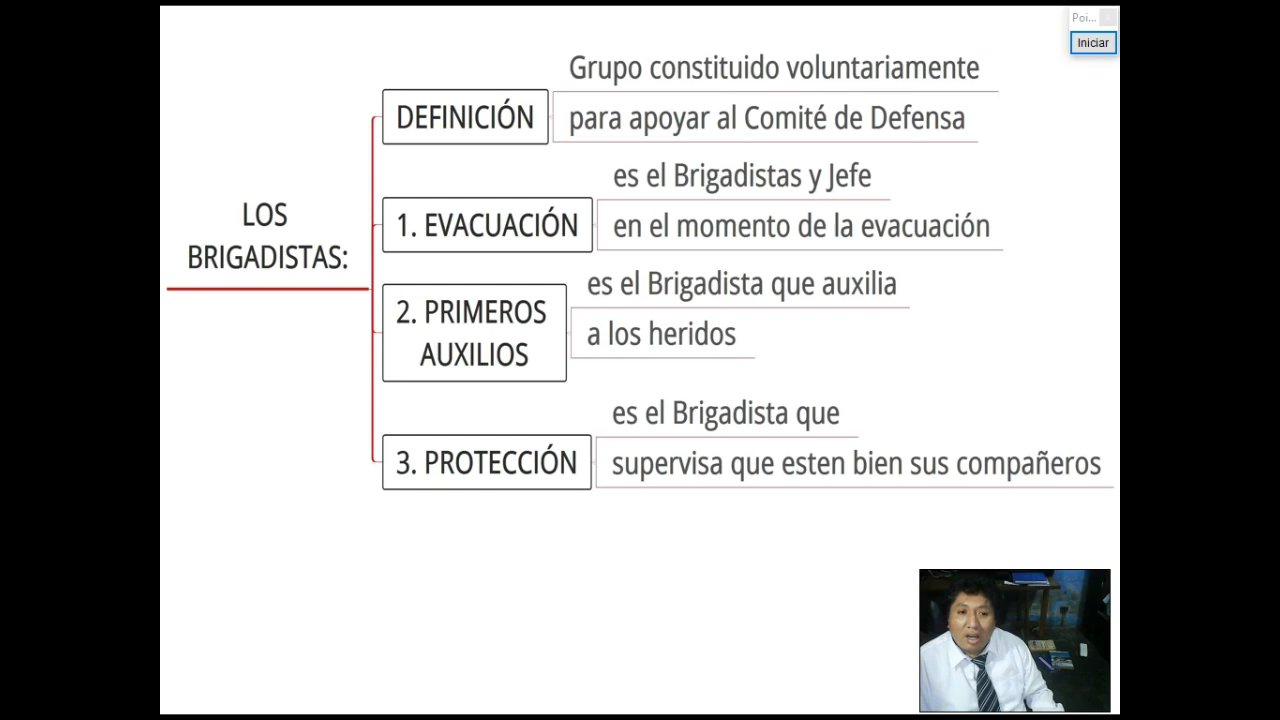 Poi...
Iniciar
LOS
BRIGADISTAS:
DEFINICIÓN
Grupo constituido voluntariamente
para apoyar al Comité de Defensa
1. EVACUACIÓN
es el Brigadistas y Jefe
en el momento de la evacuación
2. PRIMEROS
AUXILIOS
es el Brigadista que auxilia
a los heridos
3. PROTECCIÓN
es el Brigadista que
supervisa que esten bien sus compañeros